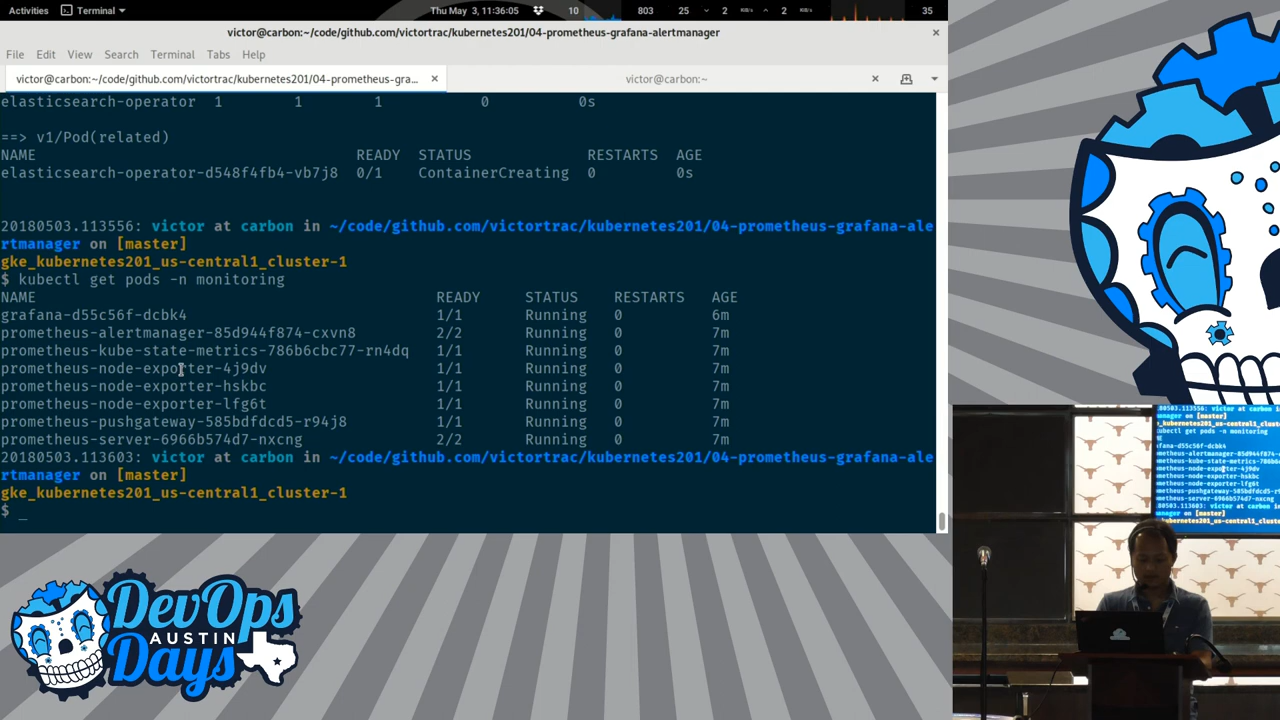 Activities Terminal Thu May 3, 11:36:05 10 803 25 2 KB/s 2 KB/s 35
victor@carbon:~/code/github.com/victortrac/kubernetes201/04-prometheus-grafana-alertmanager ×
File Edit View Search Terminal Tabs Help
victor@carbon:~/code/github.com/victortrac/kubernetes201/04-prometheus-gra... × victor@carbon:~ ×
elasticsearch-operator 1 1 1 0 0s
==> v1/Pod(related)
NAME READY STATUS RESTARTS AGE
elasticsearch-operator-d548f4fb4-vb7j8 0/1 ContainerCreating 0 0s
20180503.113556: victor at carbon in ~/code/github.com/victortrac/kubernetes201/04-prometheus-grafana-ale
rtmanager on [master]
gke_kubernetes201_us-central1_cluster-1
$ kubectl get pods -n monitoring
NAME READY STATUS RESTARTS AGE
grafana-d55c56f-dcbk4 1/1 Running 0 6m
prometheus-alertmanager-85d944f874-cxvn8 2/2 Running 0 7m
prometheus-kube-state-metrics-786b6cbc77-rn4dq 1/1 Running 0 7m
prometheus-node-exporter-4j9dv 1/1 Running 0 7m
prometheus-node-exporter-hskbc 1/1 Running 0 7m
prometheus-node-exporter-lfg6t 1/1 Running 0 7m
prometheus-pushgateway-585bdfdcd5-r94j8 1/1 Running 0 7m
prometheus-server-6966b574d7-nxcng 2/2 Running 0 7m
20180503.113603: victor at carbon in ~/code/github.com/victortrac/kubernetes201/04-prometheus-grafana-ale
rtmanager on [master]
gke_kubernetes201_us-central1_cluster-1
$ _
DevOps
AUSTIN
Days